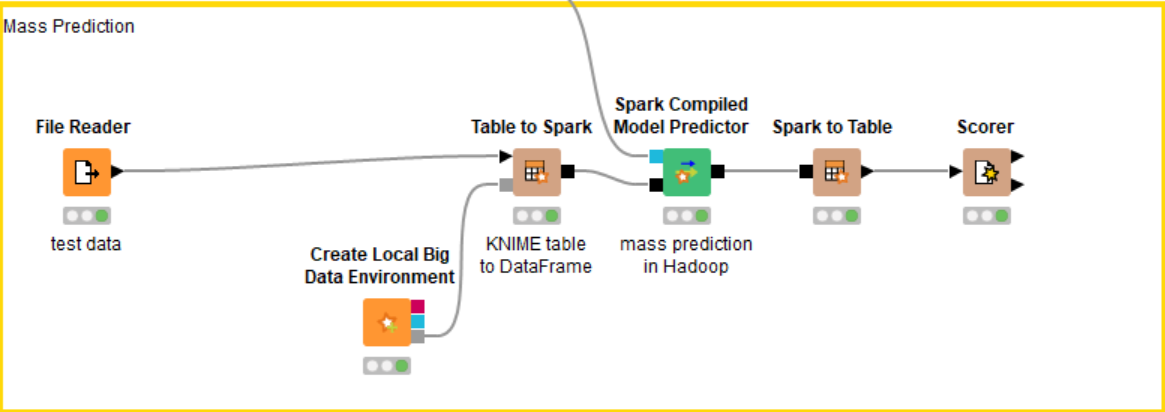 Mass Prediction
File Reader
test data
Create Local Big
Data Environment
Table to Spark
KNIME table
to DataFrame
Spark Compiled
Model Predictor
mass prediction
in Hadoop
Spark to Table
Scorer